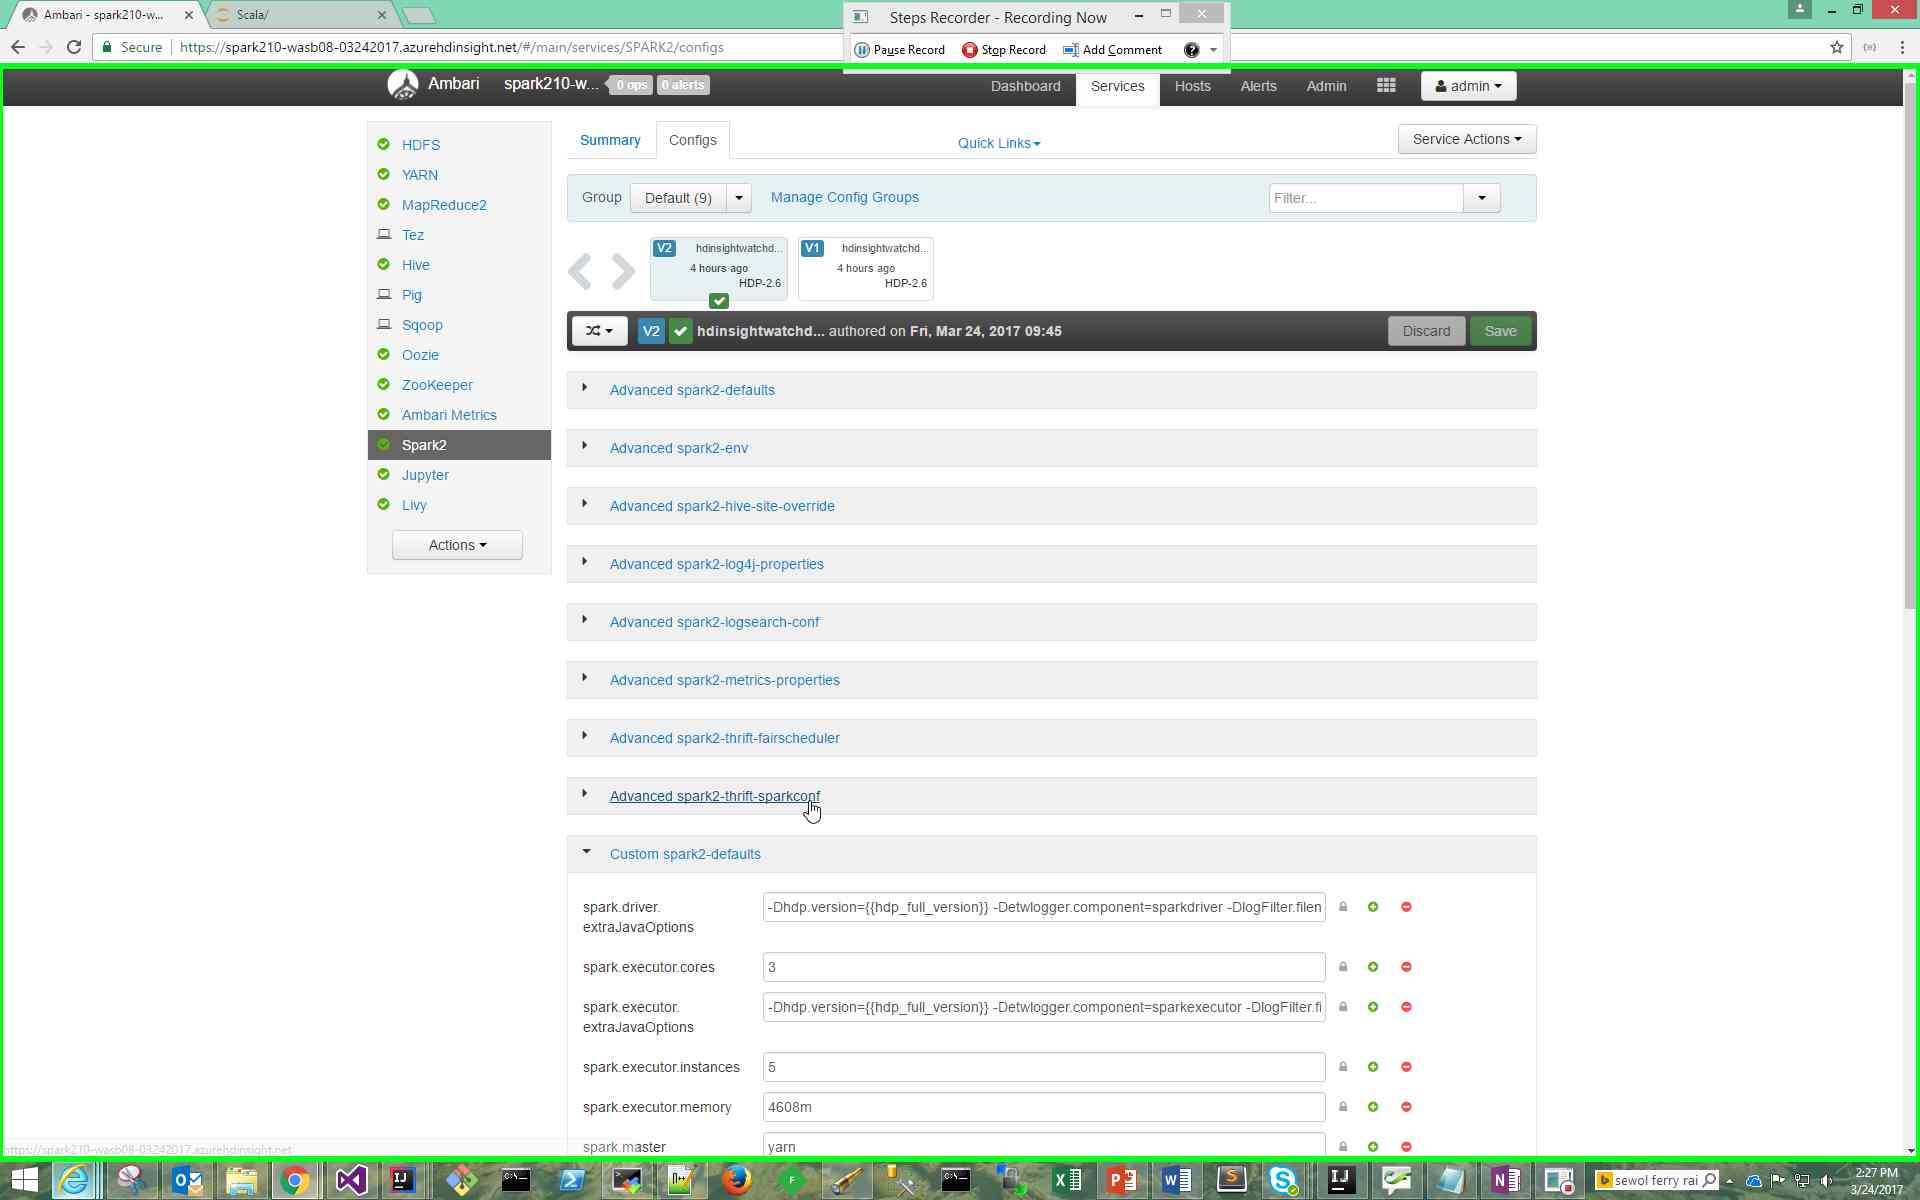 Ambari - spark210-w...
Scala/
Steps Recorder - Recording Now
Secure
https://spark210-wasb08-03242017.azurehdinsight.net/#/main/services/SPARK2/configs
Pause Record
Stop Record
Add Comment
Ambari
spark210-w...
0 ops
0 alerts
Dashboard
Services
Hosts
Alerts
Admin
admin
HDFS
YARN
MapReduce2
Tez
Hive
Pig
Sqoop
Oozie
ZooKeeper
Ambari Metrics
Spark2
Jupyter
Livy
Actions
Summary
Configs
Quick Links
Service Actions
Group
Default (9)
Manage Config Groups
Filter...
V2 hdinsightwatchd...
4 hours ago
HDP-2.6
V1 hdinsightwatchd...
4 hours ago
HDP-2.6
V2 hdinsightwatchd... authored on Fri, Mar 24, 2017 09:45
Discard
Save
Advanced spark2-defaults
Advanced spark2-env
Advanced spark2-hive-site-override
Advanced spark2-log4j-properties
Advanced spark2-logsearch-conf
Advanced spark2-metrics-properties
Advanced spark2-thrift-fairscheduler
Advanced spark2-thrift-sparkconf
Custom spark2-defaults
spark.driver.
extraJavaOptions
-Dhdp.version={{hdp_full_version}} -Detwlogger.component=sparkdriver -DlogFilter.filen
spark.executor.cores
3
spark.executor.
extraJavaOptions
-Dhdp.version={{hdp_full_version}} -Detwlogger.component=sparkexecutor -DlogFilter.fi
spark.executor.instances
5
spark.executor.memory
4608m
spark.master
yarn
https://spark210-wasb08-03242017.azurehdinsight.net
sewol ferry rai
2:27 PM
3/24/2017